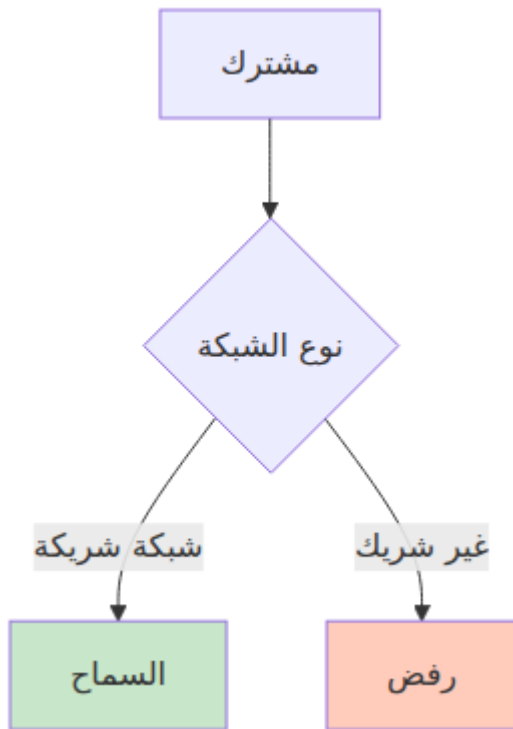 مشترك
نوع الشبكة
شبكة شريكة
غير شريك
السماح
رفض